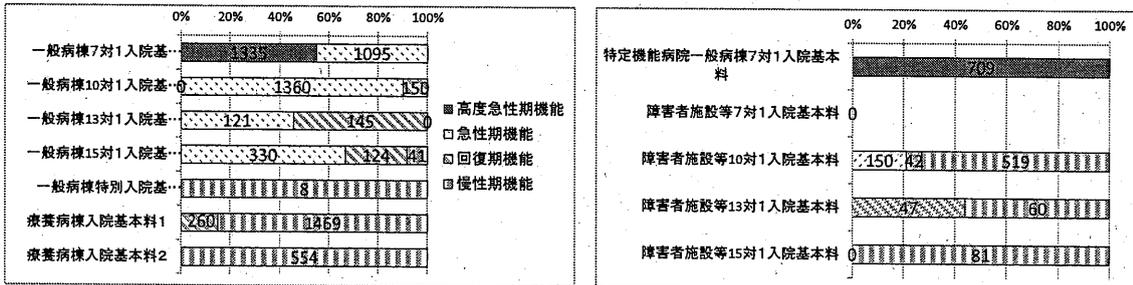 0% 20% 40% 60% 80% 100%
一般病棟7対1入院基… 1335 1095
一般病棟10対1入院基… 0 1360 150
一般病棟13対1入院基… 121 145 0
一般病棟15対1入院基… 330 124 41
一般病棟特別入院基… 8
療養病棟入院基本料1 260 1469
療養病棟入院基本料2 554
高度急性期機能
急性期機能
回復期機能
慢性期機能
0% 20% 40% 60% 80% 100%
特定機能病院一般病棟7対1入院基本
料
709
障害者施設等7対1入院基本料 0
障害者施設等10対1入院基本料 150 42 519
障害者施設等13対1入院基本料 47 60
障害者施設等15対1入院基本料 0 81